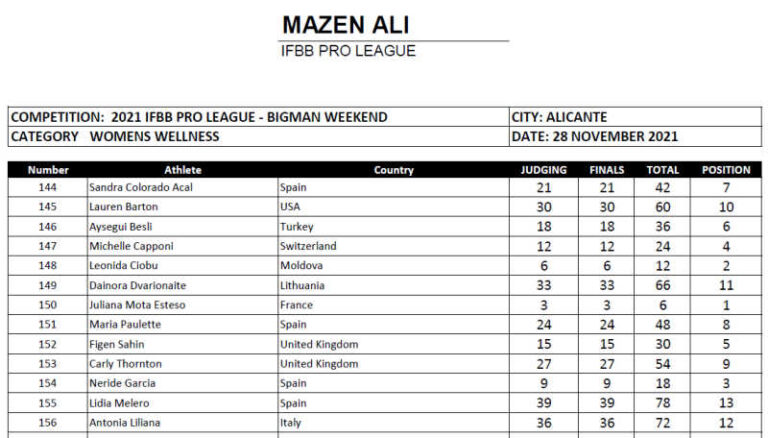 MAZEN ALI
IFBB PRO LEAGUE
COMPETITION: 2021 IFBB PRO LEAGUE - BIGMAN WEEKEND CITY: ALICANTE
CATEGORY WOMENS WELLNESS DATE: 28 NOVEMBER 2021
Number Athlete Country JUDGING FINALS TOTAL POSITION
144 Sandra Colorado Acal Spain 21 21 42 7
145 Lauren Barton USA 30 30 60 10
146 Aysegui Besli Turkey 18 18 36 6
147 Michelle Capponi Switzerland 12 12 24 4
148 Leonida Ciobu Moldova 6 6 12 2
149 Dainora Dvarionaite Lithuania 33 33 66 11
150 Juliana Mota Esteso France 3 3 6 1
151 Maria Paulette Spain 24 24 48 8
152 Figen Sahin United Kingdom 15 15 30 5
153 Carly Thornton United Kingdom 27 27 54 9
154 Neride Garcia Spain 9 9 18 3
155 Lidia Melero Spain 39 39 78 13
156 Antonia Liliana Italy 36 36 72 12